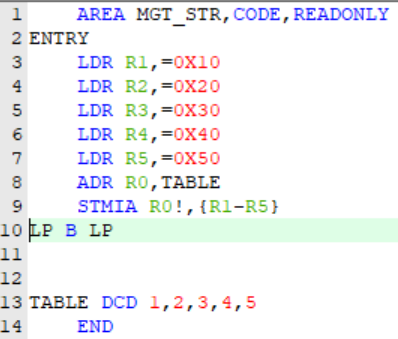 1 AREA MGT_STR,CODE,READONLY
2 ENTRY
3 LDR R1,=0X10
4 LDR R2,=0X20
5 LDR R3,=0X30
6 LDR R4,=0X40
7 LDR R5,=0X50
8 ADR R0,TABLE
9 STMIA R0!,{R1-R5}
10 LP B LP
11
12
13 TABLE DCD 1,2,3,4,5
14 END